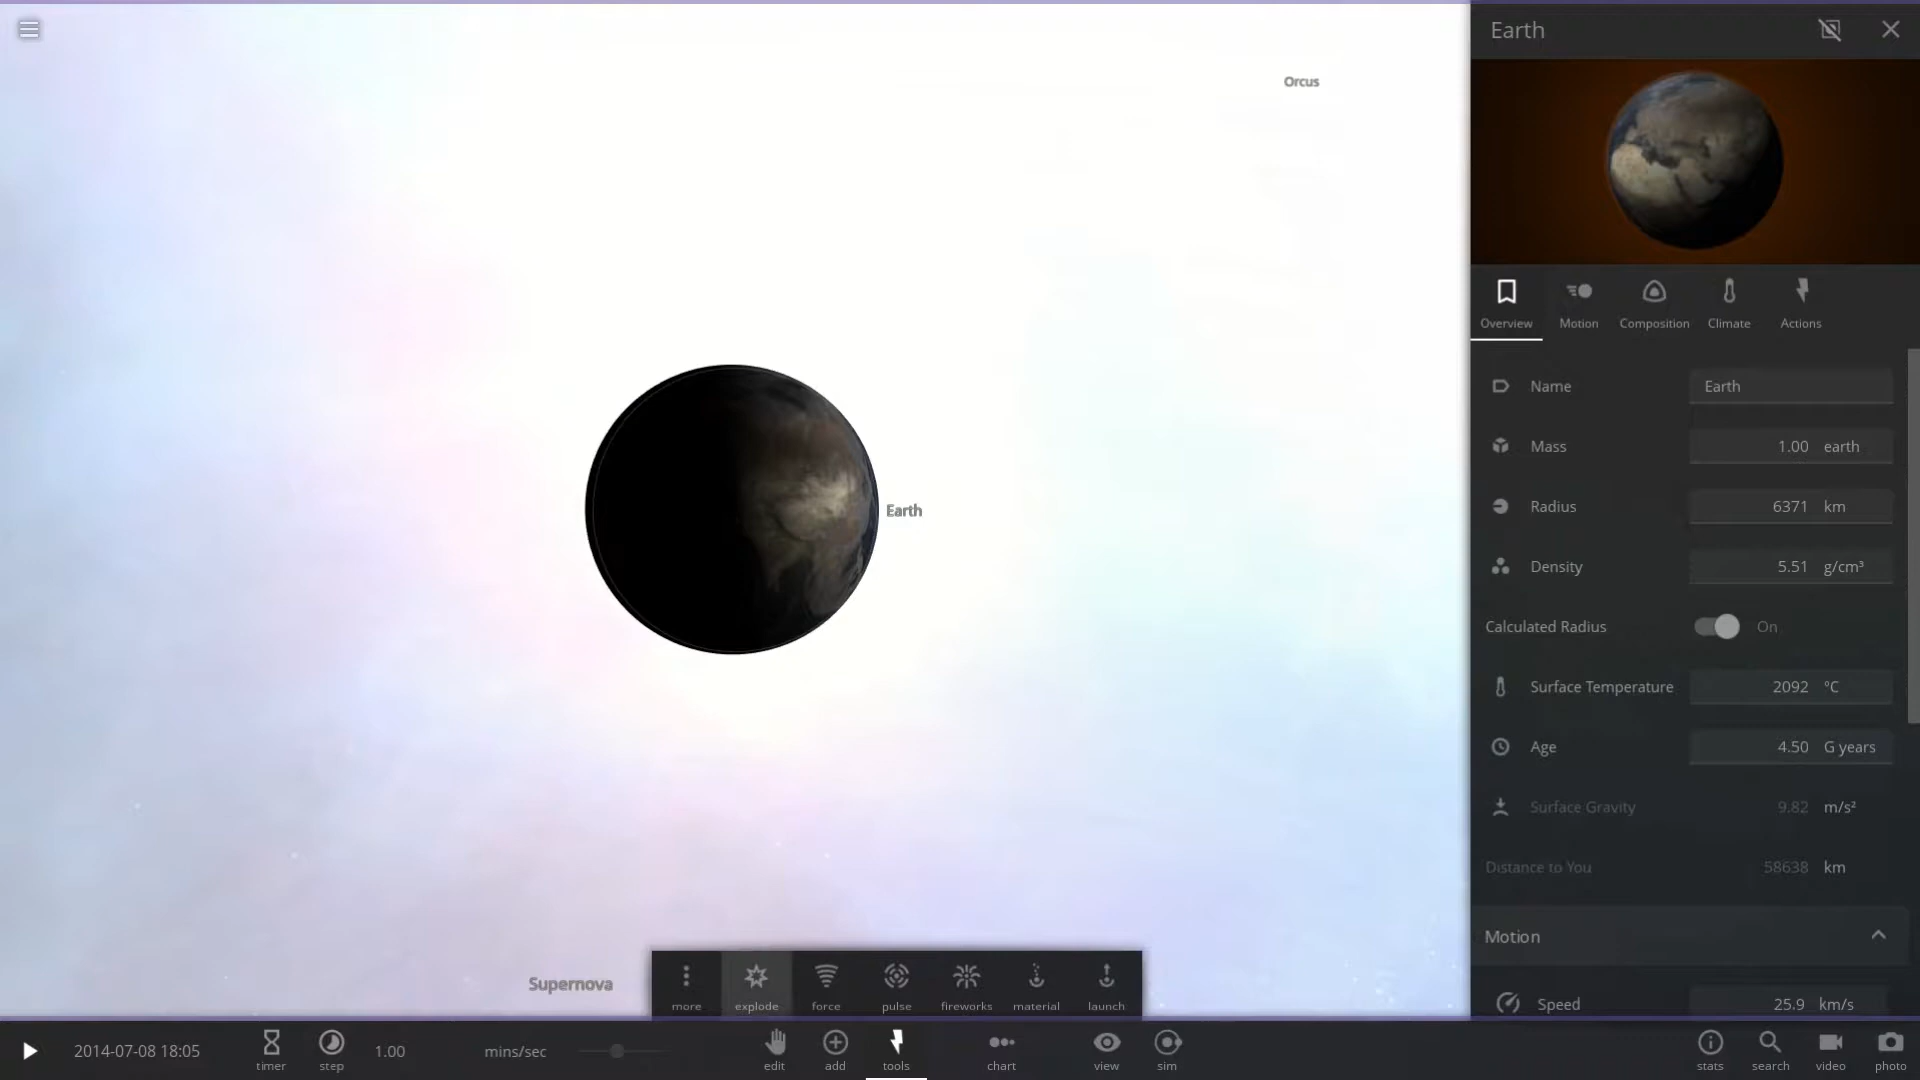 Earth
Orcus
Overview
Motion
Composition
Climate
Actions
Name Earth
Mass 1.00 earth
Radius 6371 km
Earth
Density 5.51 g/cm³
Calculated Radius On
Surface Temperature 2092 °C
Age 4.50 G years
Surface Gravity 9.82 m/s²
Distance to You 58638 km
Motion
Speed 25.9 km/s
Supernova
more
explode
force
pulse
fireworks
material
launch
2014-07-08 18:05
timer
step
1.00 mins/sec
edit
add
tools
chart
view
sim
stats
search
video
photo